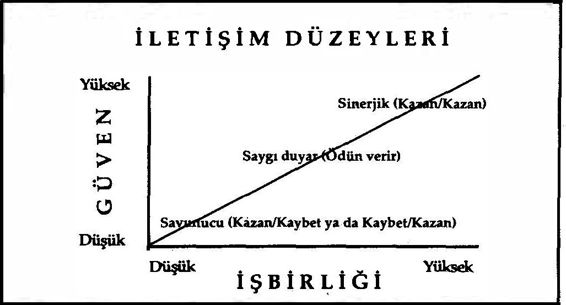 İLETİŞİM DÜZEYLERİ
Yüksek
Sinerjik (Kazan/Kazan)
GÜVEN
Saygı duyar (Ödün verir)
Savunucu (Kazan/Kaybet ya da Kaybet/Kazan)
Düşük
Düşük
Yüksek
İŞBİRLİĞİ